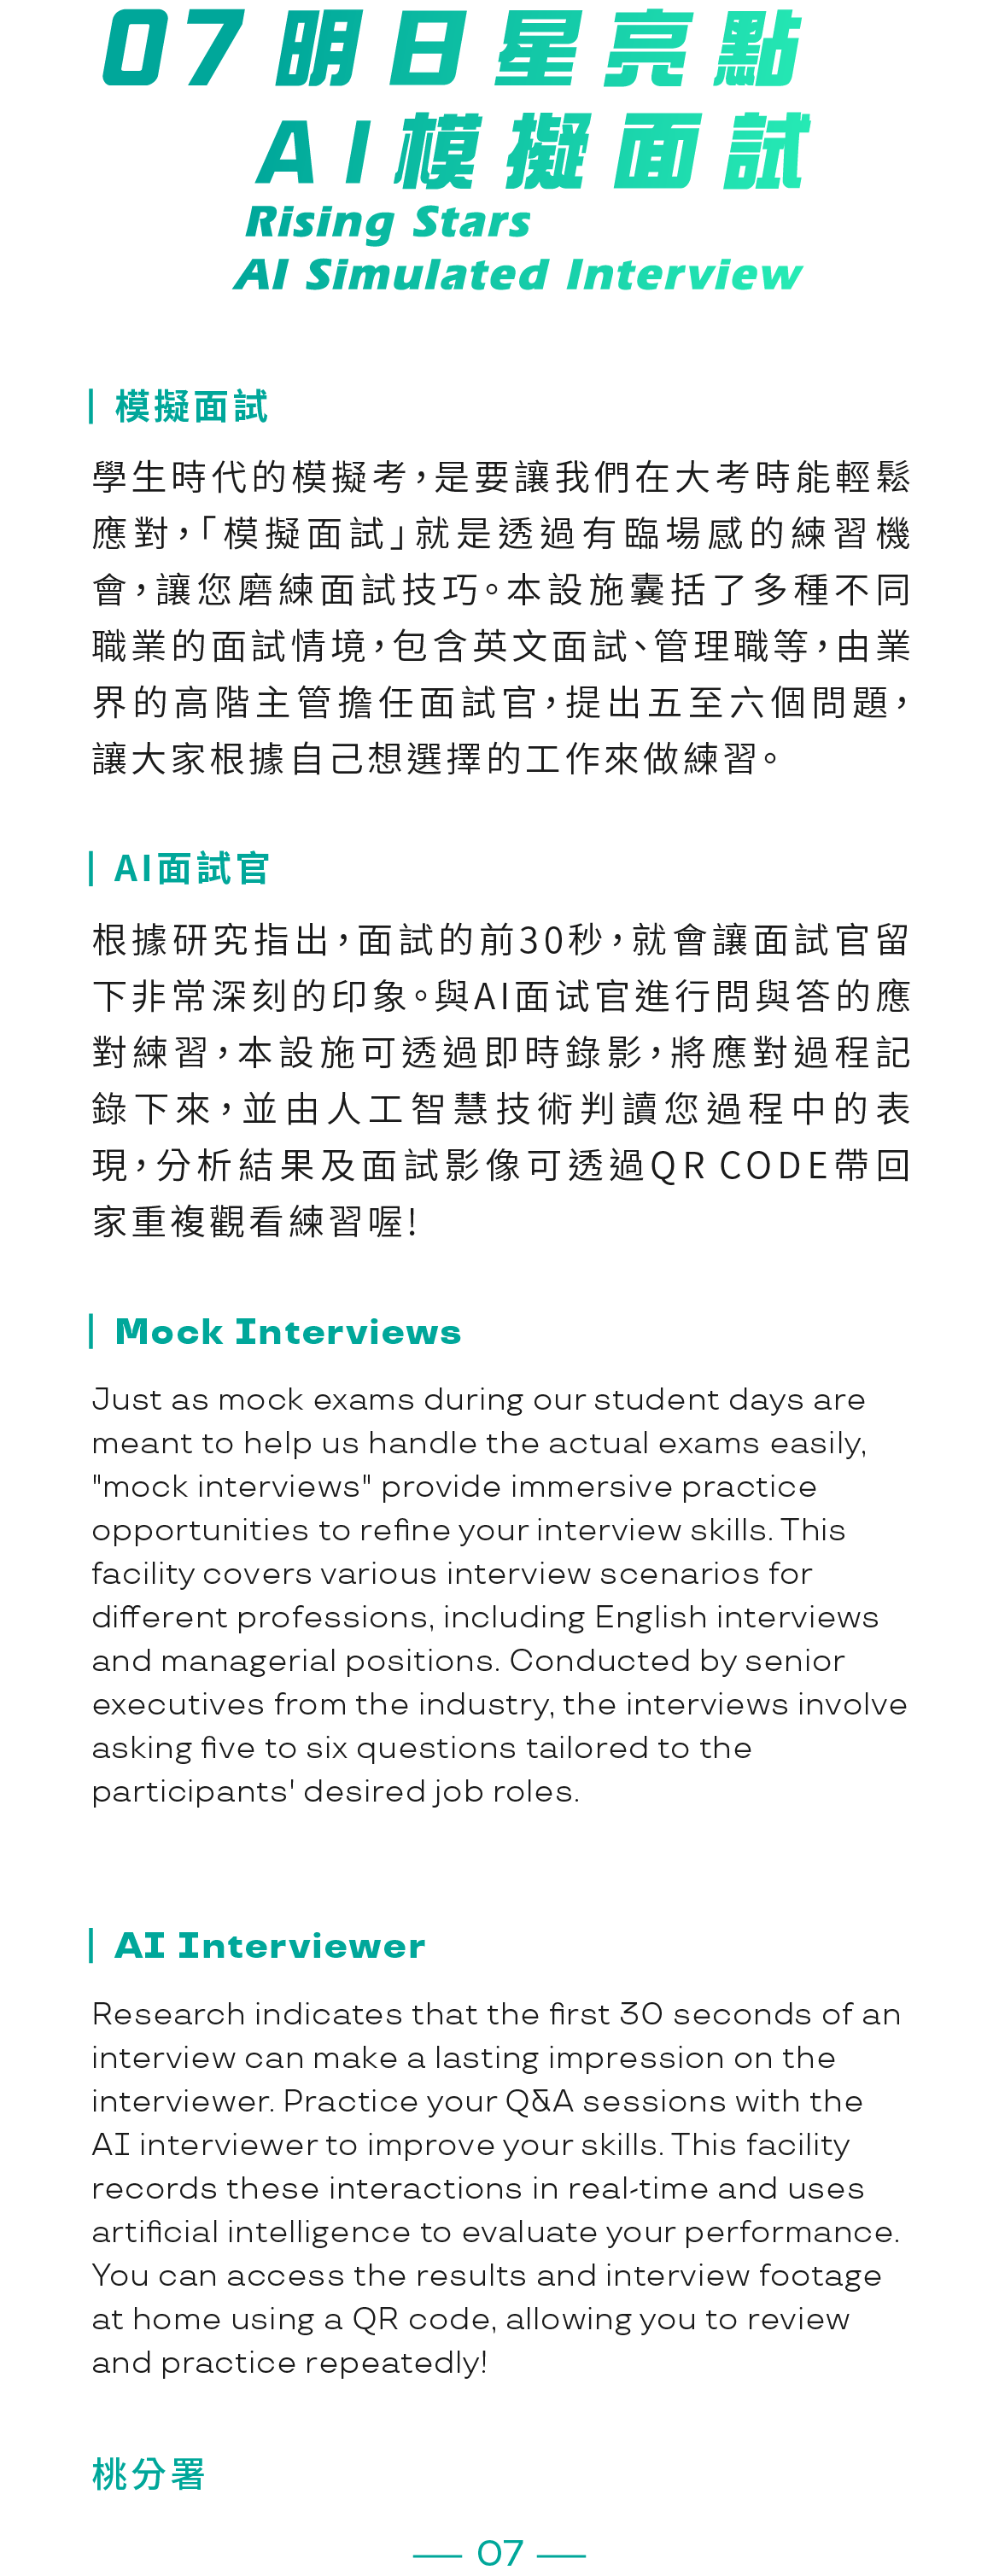 07明日星亮點
AI模擬面試
Rising Stars
AI Simulated Interview
模擬面試
學生時代的模擬考，是要讓我們在大考時能輕鬆
應對，「模擬面試」就是透過有臨場感的練習機
會，讓您磨練面試技巧。本設施囊括了多種不同
職業的面試情境，包含英文面試、管理職等，由業
界的高階主管擔任面試官，提出五至六個問題，
讓大家根據自己想選擇的工作來做練習。
AI面試官
根據研究指出，面試的前30秒，就會讓面試官留
下非常深刻的印象。與AI面试官進行問與答的應
對練習，本設施可透過即時錄影，將應對過程記
錄下來，並由人工智慧技術判讀您過程中的表
現，分析結果及面試影像可透過QR CODE帶回
家重複觀看練習喔！
Mock Interviews
Just as mock exams during our student days are
meant to help us handle the actual exams easily,
"mock interviews" provide immersive practice
opportunities to refine your interview skills. This
facility covers various interview scenarios for
different professions, including English interviews
and managerial positions. Conducted by senior
executives from the industry, the interviews involve
asking five to six questions tailored to the
participants' desired job roles.
AI Interviewer
Research indicates that the first 30 seconds of an
interview can make a lasting impression on the
interviewer. Practice your Q&A sessions with the
AI interviewer to improve your skills. This facility
records these interactions in real-time and uses
artificial intelligence to evaluate your performance.
You can access the results and interview footage
at home using a QR code, allowing you to review
and practice repeatedly!
桃分署
07